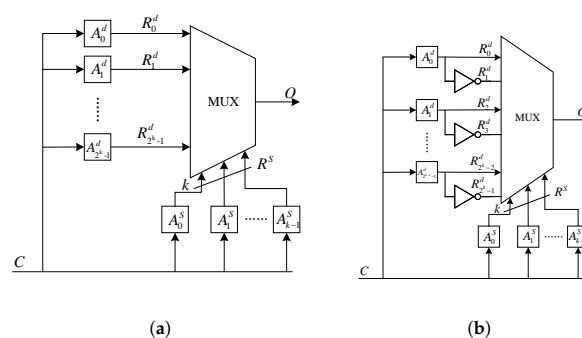 A_0^d R_0^d
A_1^d R_1^d
......
A_{2^k-1}^d R_{2^k-1}^d
MUX
O
k R^S
A_0^S A_1^S ...... A_{k-1}^S
C
(a)
A_0^d R_0^d
R_1^d
A_1^d R_2^d
R_3^d
......
R_{2^k-2}^d
R_{2^k-1}^d
MUX
O
k R^S
A_0^S A_1^S ......
C
(b)